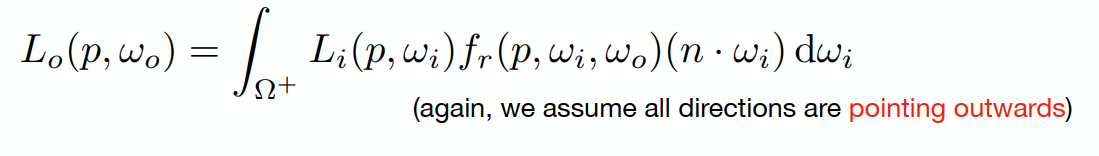 L_o(p, ω_o) = ∫_{Ω^+} L_i(p, ω_i) f_r(p, ω_i, ω_o)(n · ω_i) dω_i
(again, we assume all directions are pointing outwards)